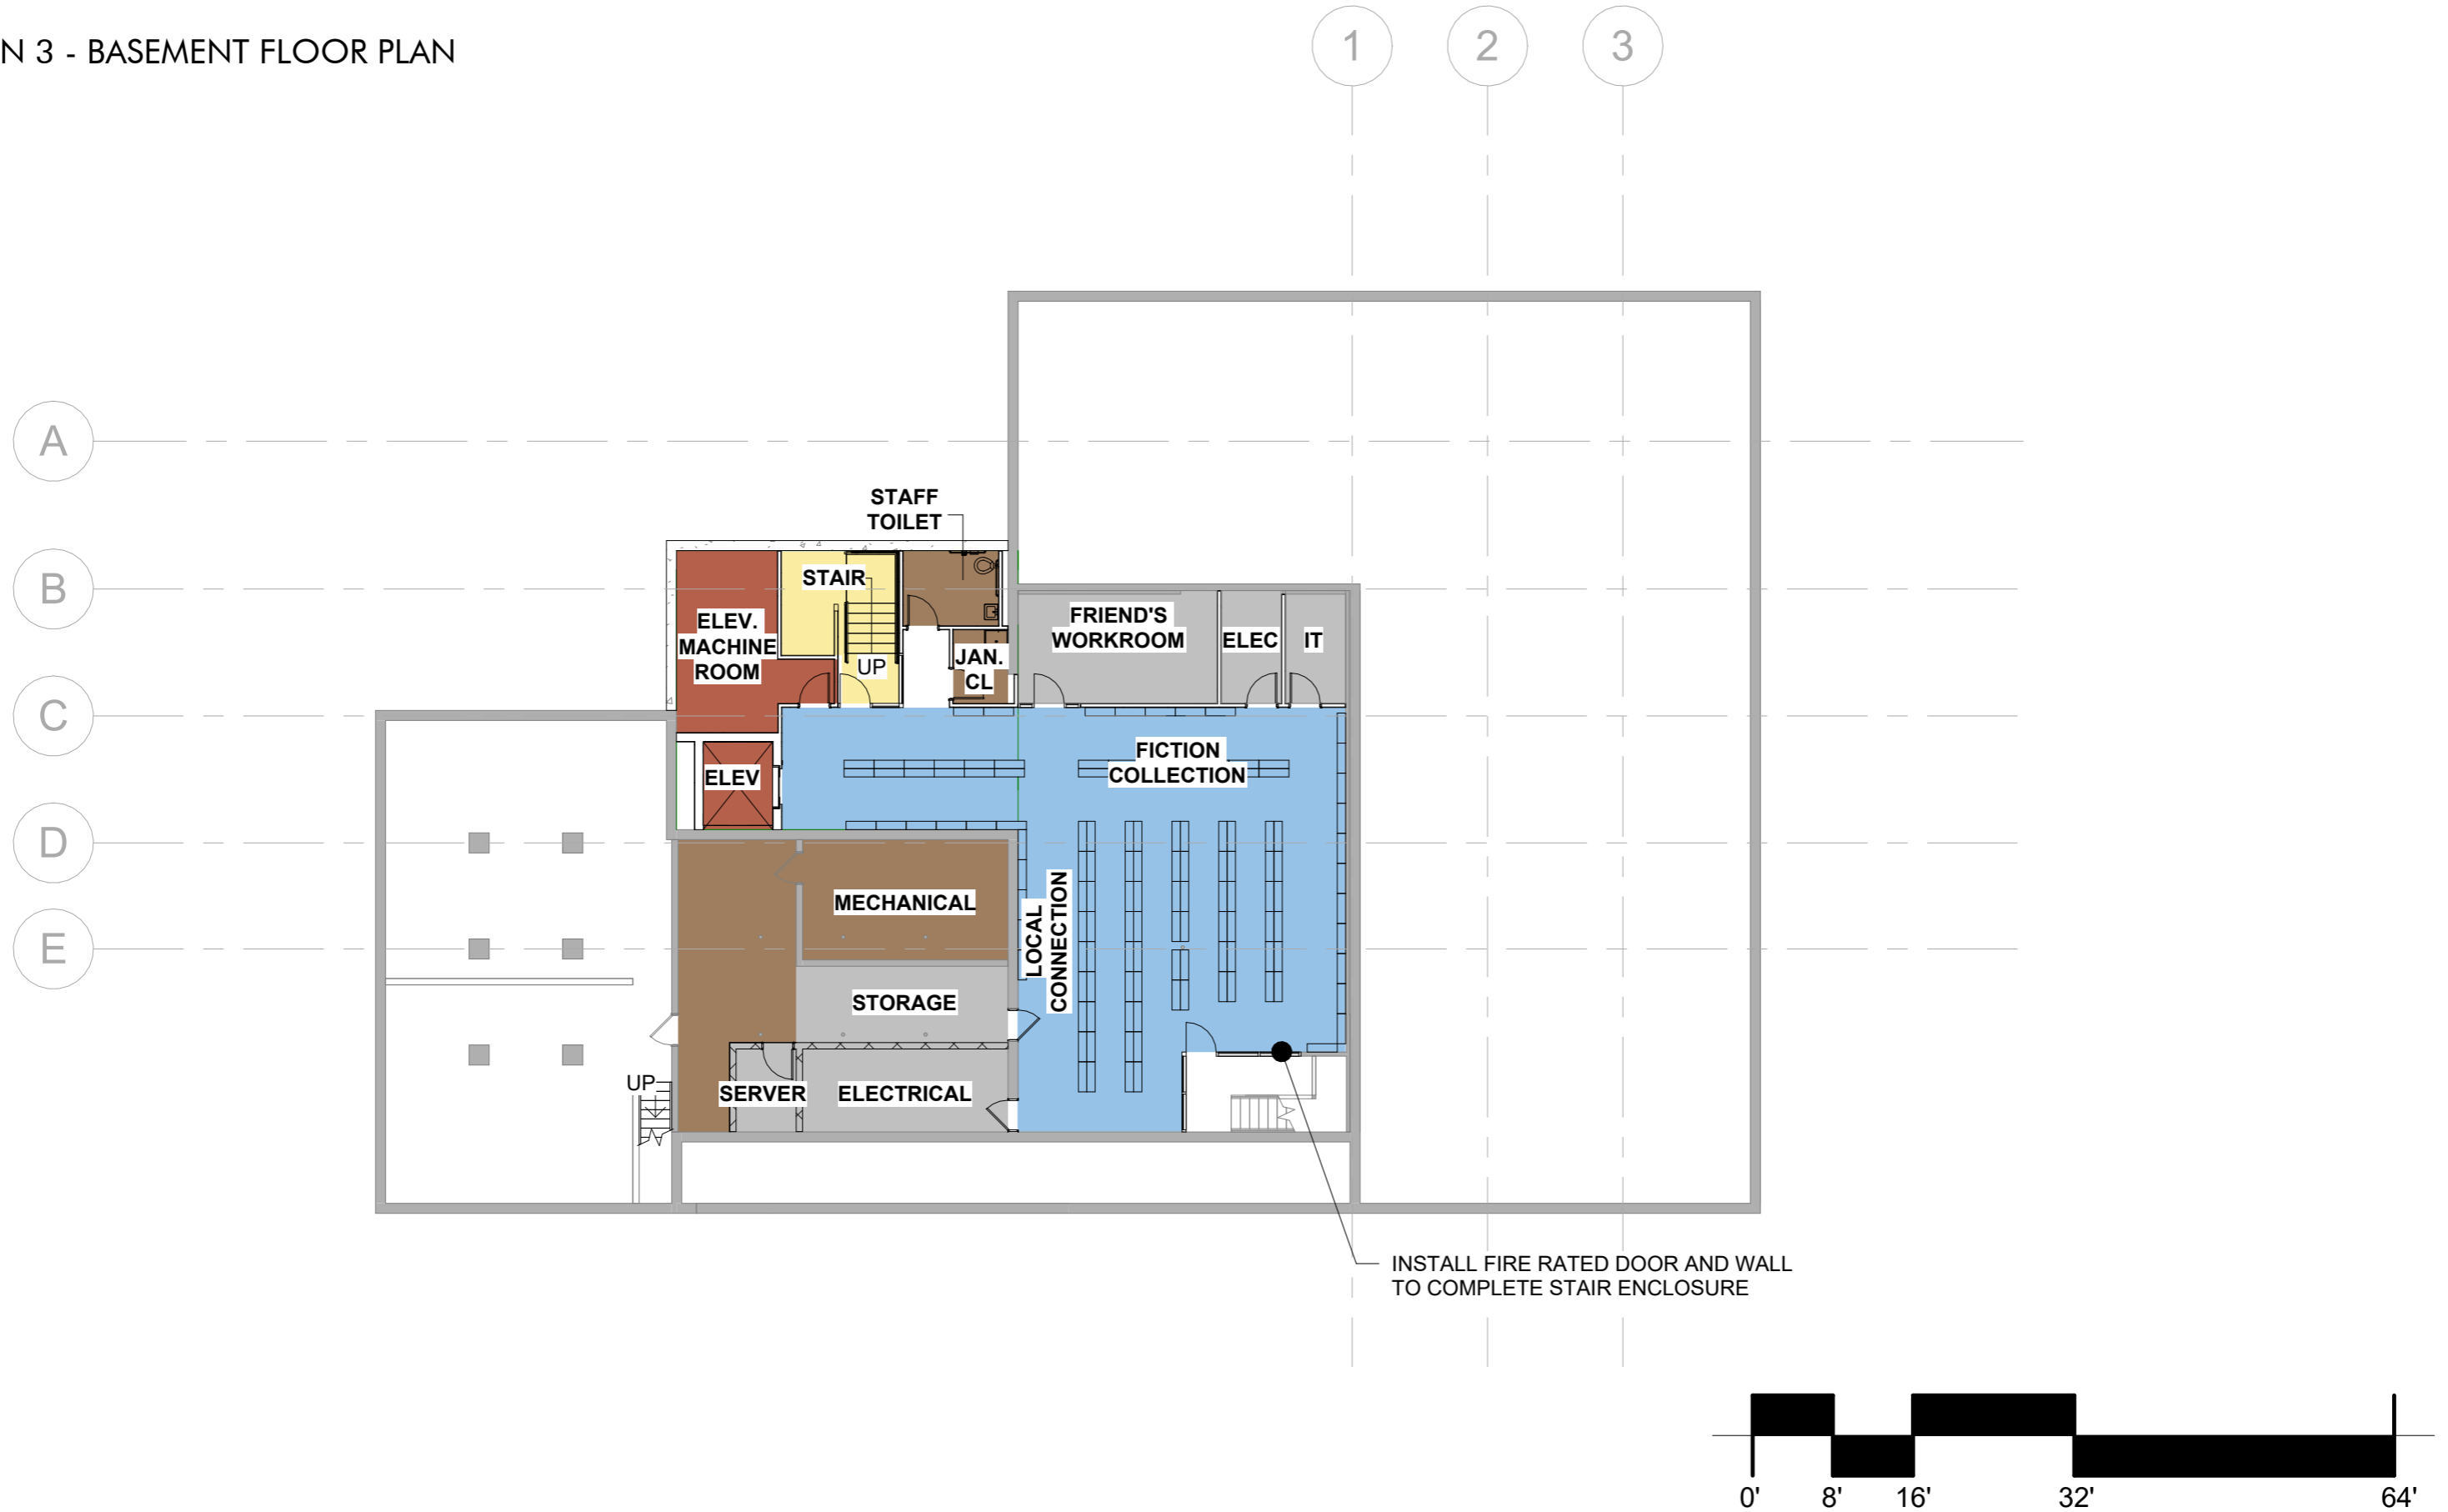 N 3 - BASEMENT FLOOR PLAN
1
2
3
A
B
C
D
E
STAFF
TOILET
STAIR
ELEV.
MACHINE
ROOM
UP
JAN.
CL
FRIEND'S
WORKROOM
ELEC
IT
FICTION
COLLECTION
ELEV
MECHANICAL
LOCAL
CONNECTION
STORAGE
UP
SERVER
ELECTRICAL
INSTALL FIRE RATED DOOR AND WALL
TO COMPLETE STAIR ENCLOSURE
0' 8' 16' 32' 64'